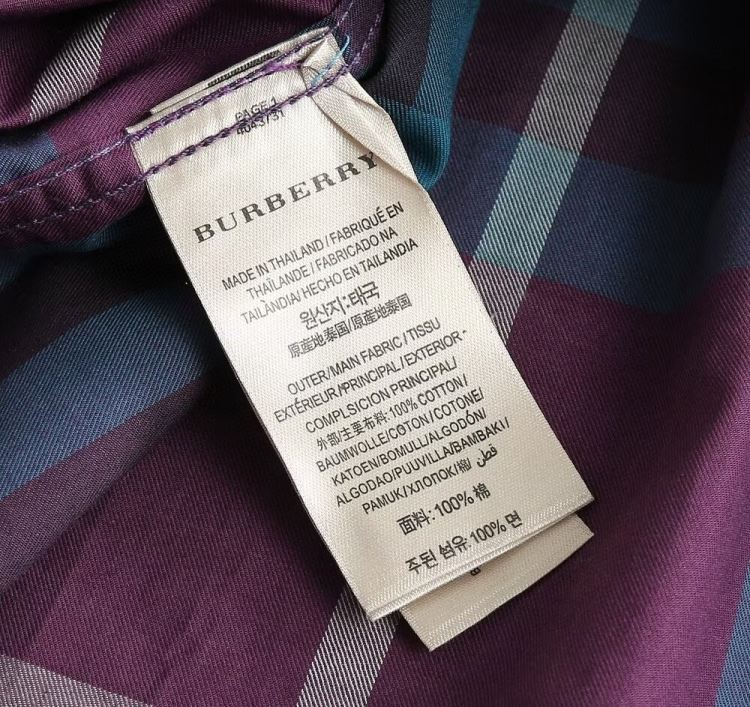 PAGE 1
4043731
BURBERRY
MADE IN THAILAND / FABRIQUÉ EN
THAÏLANDE / FABRICADO NA
TAILÂNDIA/ HECHO EN TAILANDIA
원산지:태국
原産地泰国/原產地泰国
OUTER/MAIN FABRIC / TISSU
EXTÉRIEUR/PRINCIPAL / EXTERIOR -
COMPLSICION PRINCIPAL/
外部/主要布料: 100% COTTON/
BAUMWOLLE/COTON/COTONE/
KATOEN/BOMULL/ALGODÓN/
ALGODAO/PUUVILLA/BAMBAKI/
PAMUK/ХЛОПОК/棉/ قطن
面料: 100% 棉
주된 섬유 100% 면